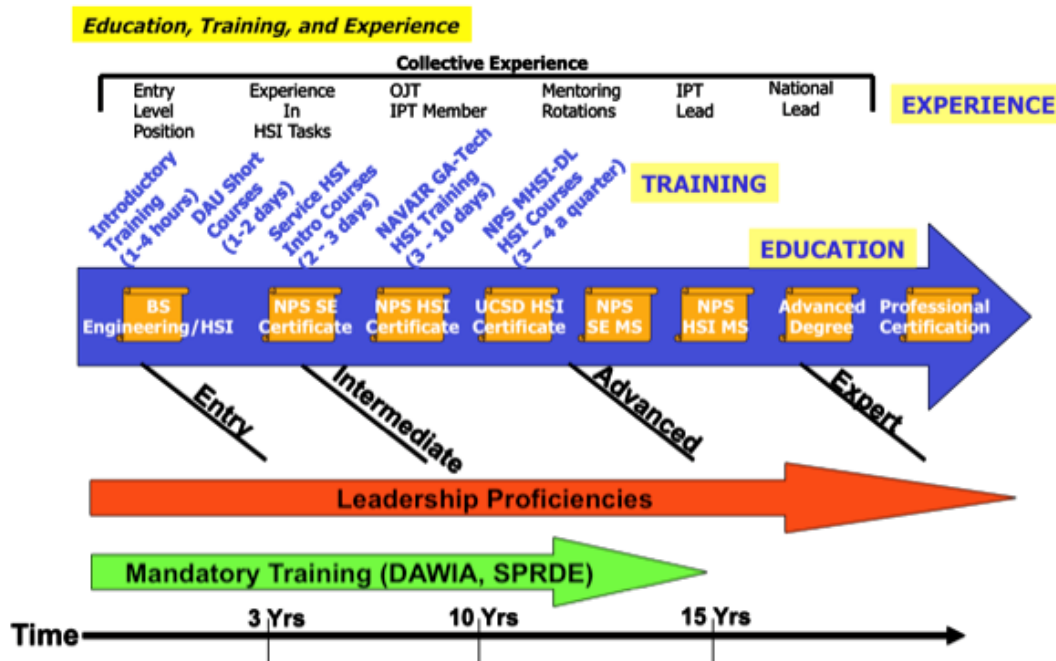 Education, Training, and Experience
Collective Experience
Entry
Level
Position
Experience
In
HSI Tasks
OJT
IPT Member
Mentoring
Rotations
IPT
Lead
National
Lead
EXPERIENCE
Introductory
Training
(1-4 hours)
DAU Short
Courses
(1-2 days)
Service HSI
Intro Courses
(2 - 3 days)
NAVAIR GA-Tech
HSI Training
(3 - 10 days)
NPS MHSI-DL
HSI Courses
(3 – 4 a quarter)
TRAINING
EDUCATION
BS
Engineering/HSI
NPS SE
Certificate
NPS HSI
Certificate
UCSD HSI
Certificate
NPS
SE MS
NPS
HSI MS
Advanced
Degree
Professional
Certification
Entry
Intermediate
Advanced
Expert
Leadership Proficiencies
Mandatory Training (DAWIA, SPRDE)
3 Yrs
10 Yrs
15 Yrs
Time